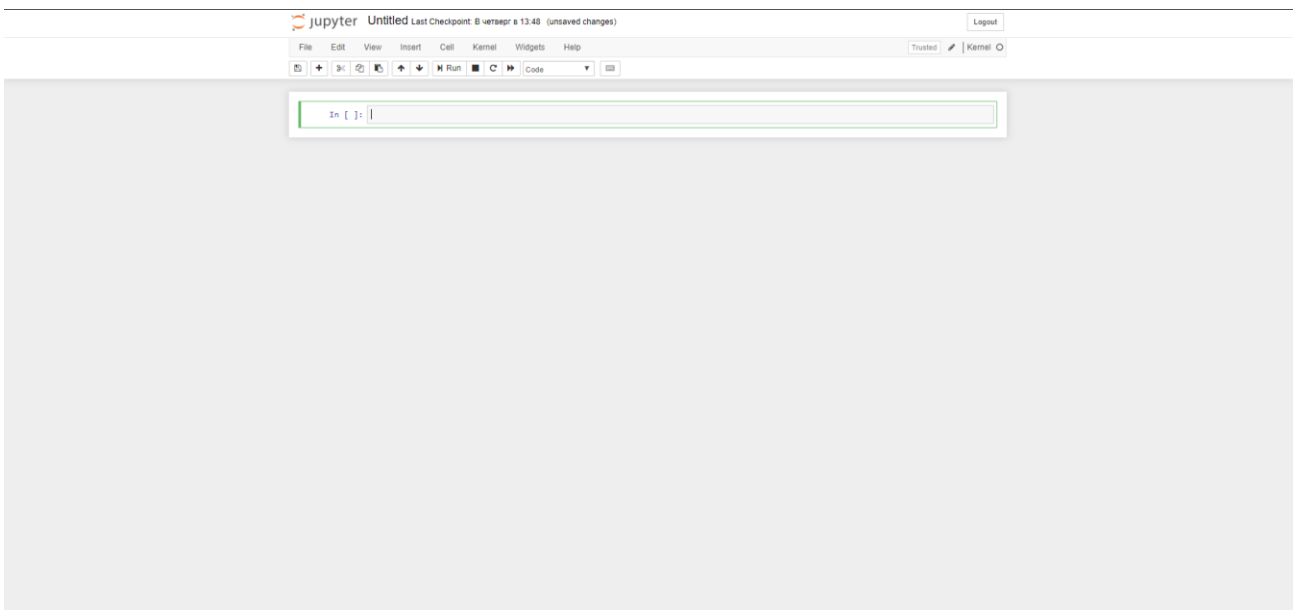 jupyter Untitled Last Checkpoint: В четверг в 13:48 (unsaved changes) Logout
File Edit View Insert Cell Kernel Widgets Help Trusted Kernel
Run Code
In [ ]: